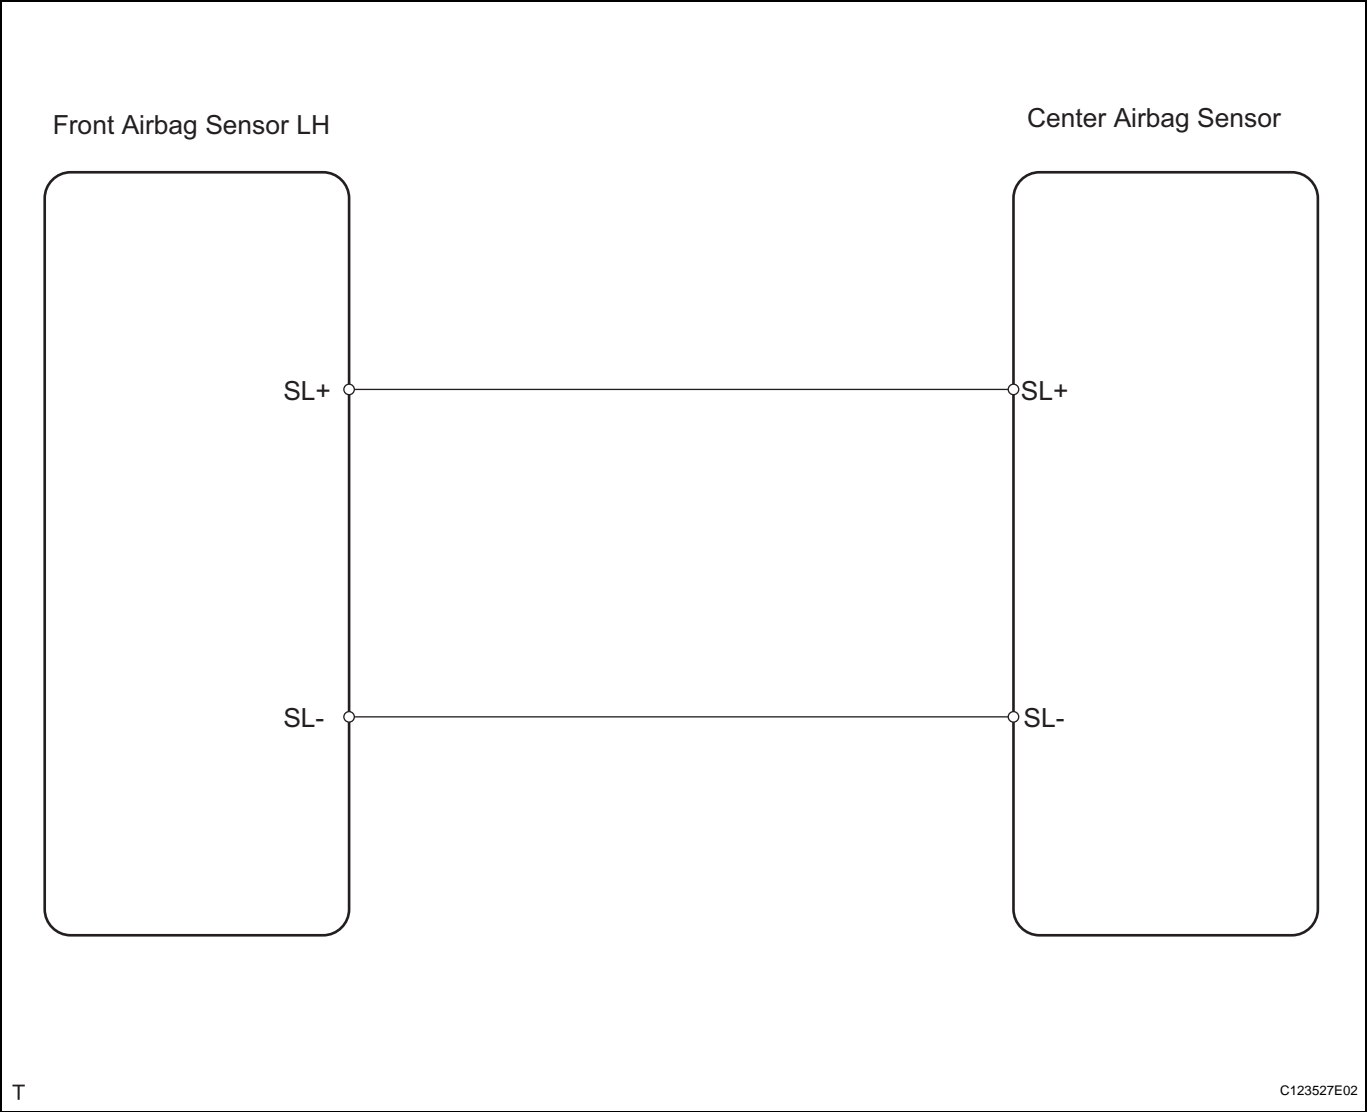 Front Airbag Sensor LH
Center Airbag Sensor
SL+
SL+
SL-
SL-
T
C123527E02